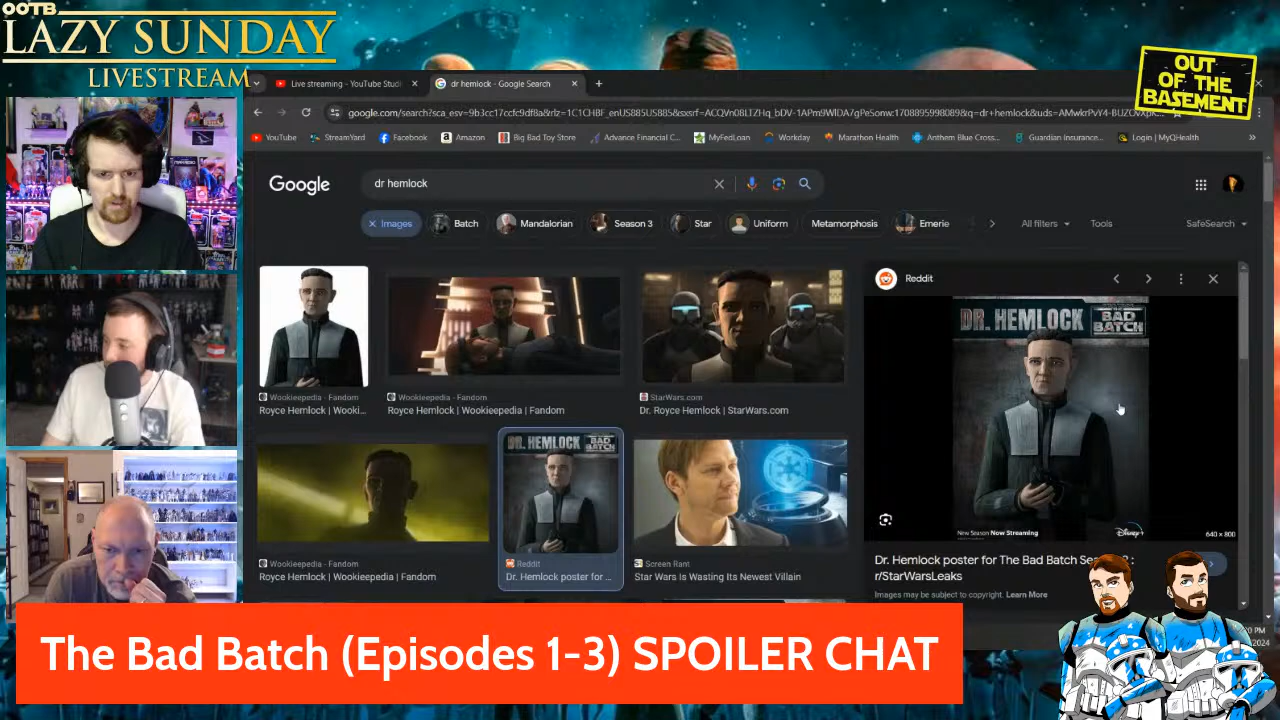 OOTB
LAZY SUNDAY
LIVESTREAM
OUT
OF THE
BASEMENT
Live streaming - YouTube Studi
dr hemlock - Google Search
YouTube
StreamYard
Facebook
Amazon
Big Bad Toy Store
Advance Financial C...
MyFedLoan
Workday
Marathon Health
Anthem Blue Cross...
Guardian Insurance...
Login | MyQHealth
Google
dr hemlock
Images
Batch
Mandalorian
Season 3
Star
Uniform
Metamorphosis
Emerie
All filters
Tools
SafeSearch
Wookieepedia - Fandom
Royce Hemlock | Wooki...
Wookieepedia - Fandom
Royce Hemlock | Wookieepedia | Fandom
StarWars.com
Dr. Royce Hemlock | StarWars.com
Wookieepedia - Fandom
Royce Hemlock | Wookieepedia | Fandom
DR. HEMLOCK
BAD
BATCH
Reddit
Dr. Hemlock poster for ...
Screen Rant
Star Wars Is Wasting Its Newest Villain
Reddit
DR. HEMLOCK
BAD
BATCH
New Season Now Streaming
Disney+
640 × 800
Dr. Hemlock poster for The Bad Batch
r/StarWarsLeaks
Images may be subject to copyright. Learn More
The Bad Batch (Episodes 1-3) SPOILER CHAT